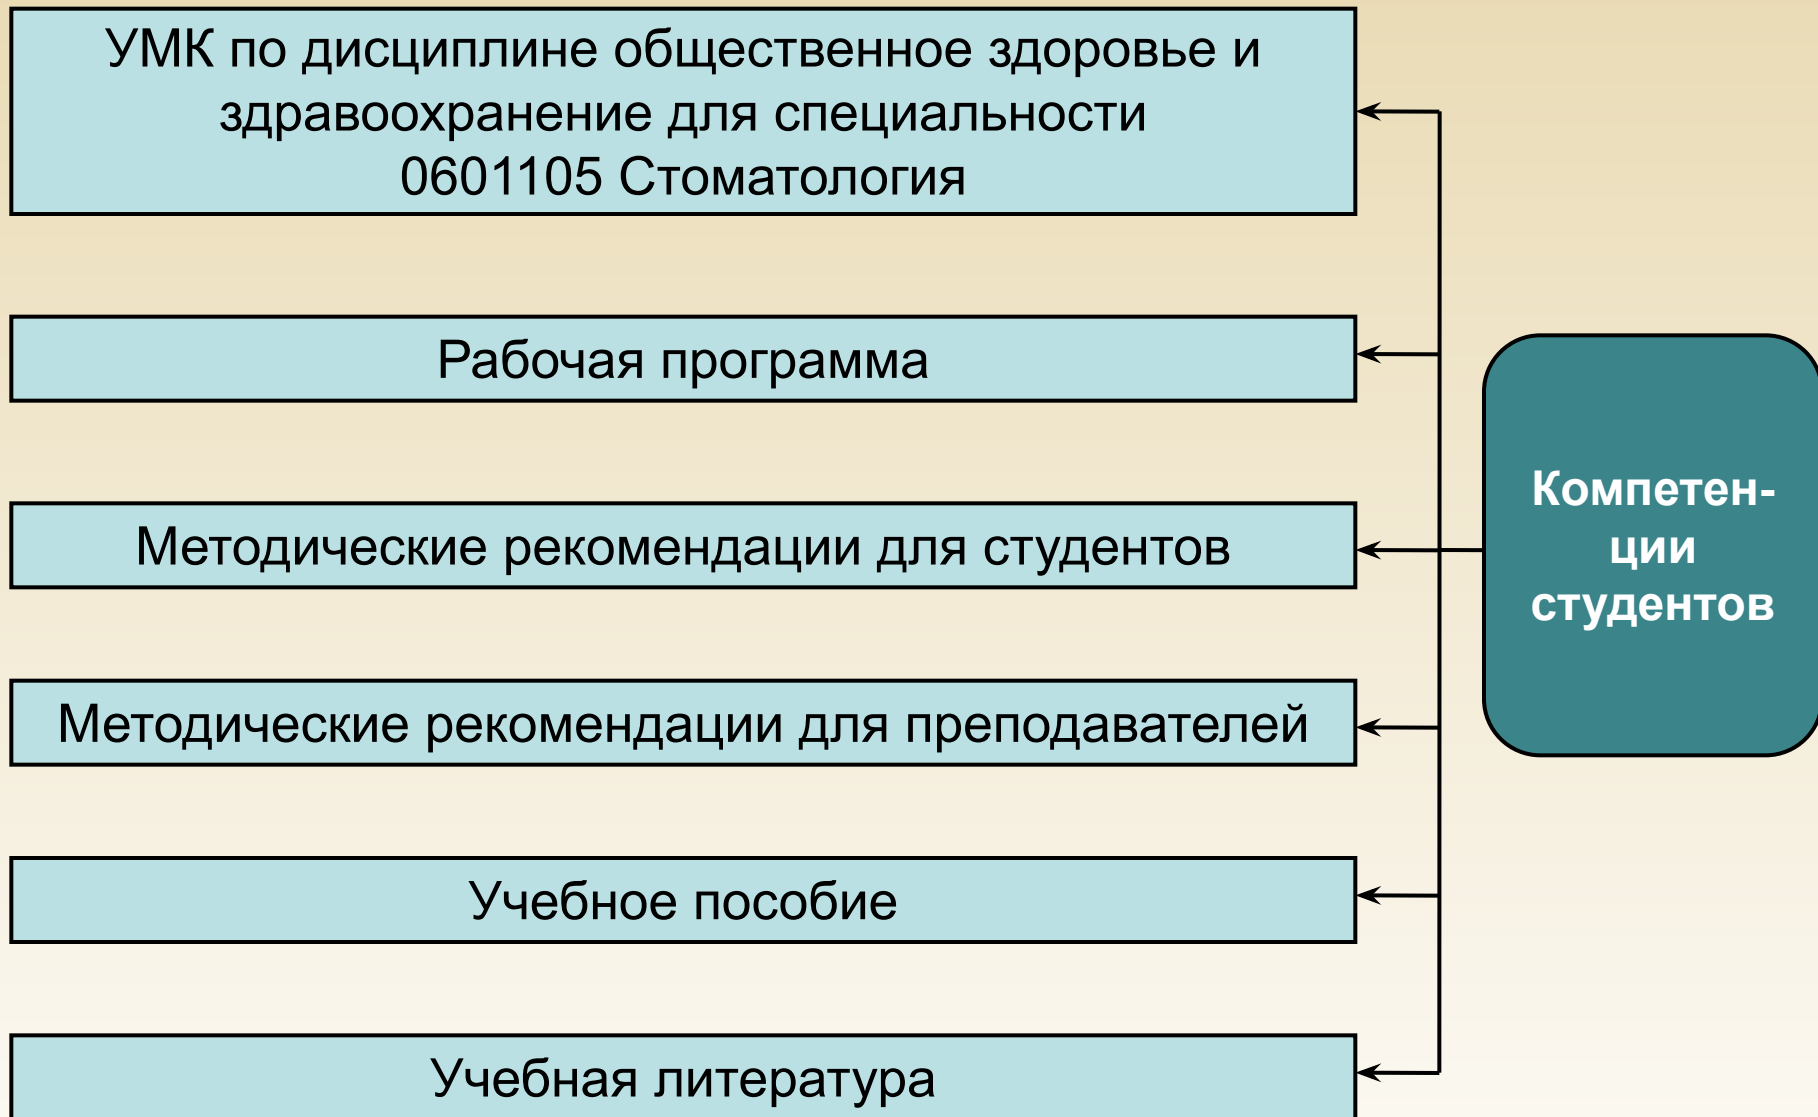 УМК по дисциплине общественное здоровье и
здравоохранение для специальности
0601105 Стоматология
Рабочая программа
Методические рекомендации для студентов
Методические рекомендации для преподавателей
Учебное пособие
Учебная литература
Компетен-
ции
студентов